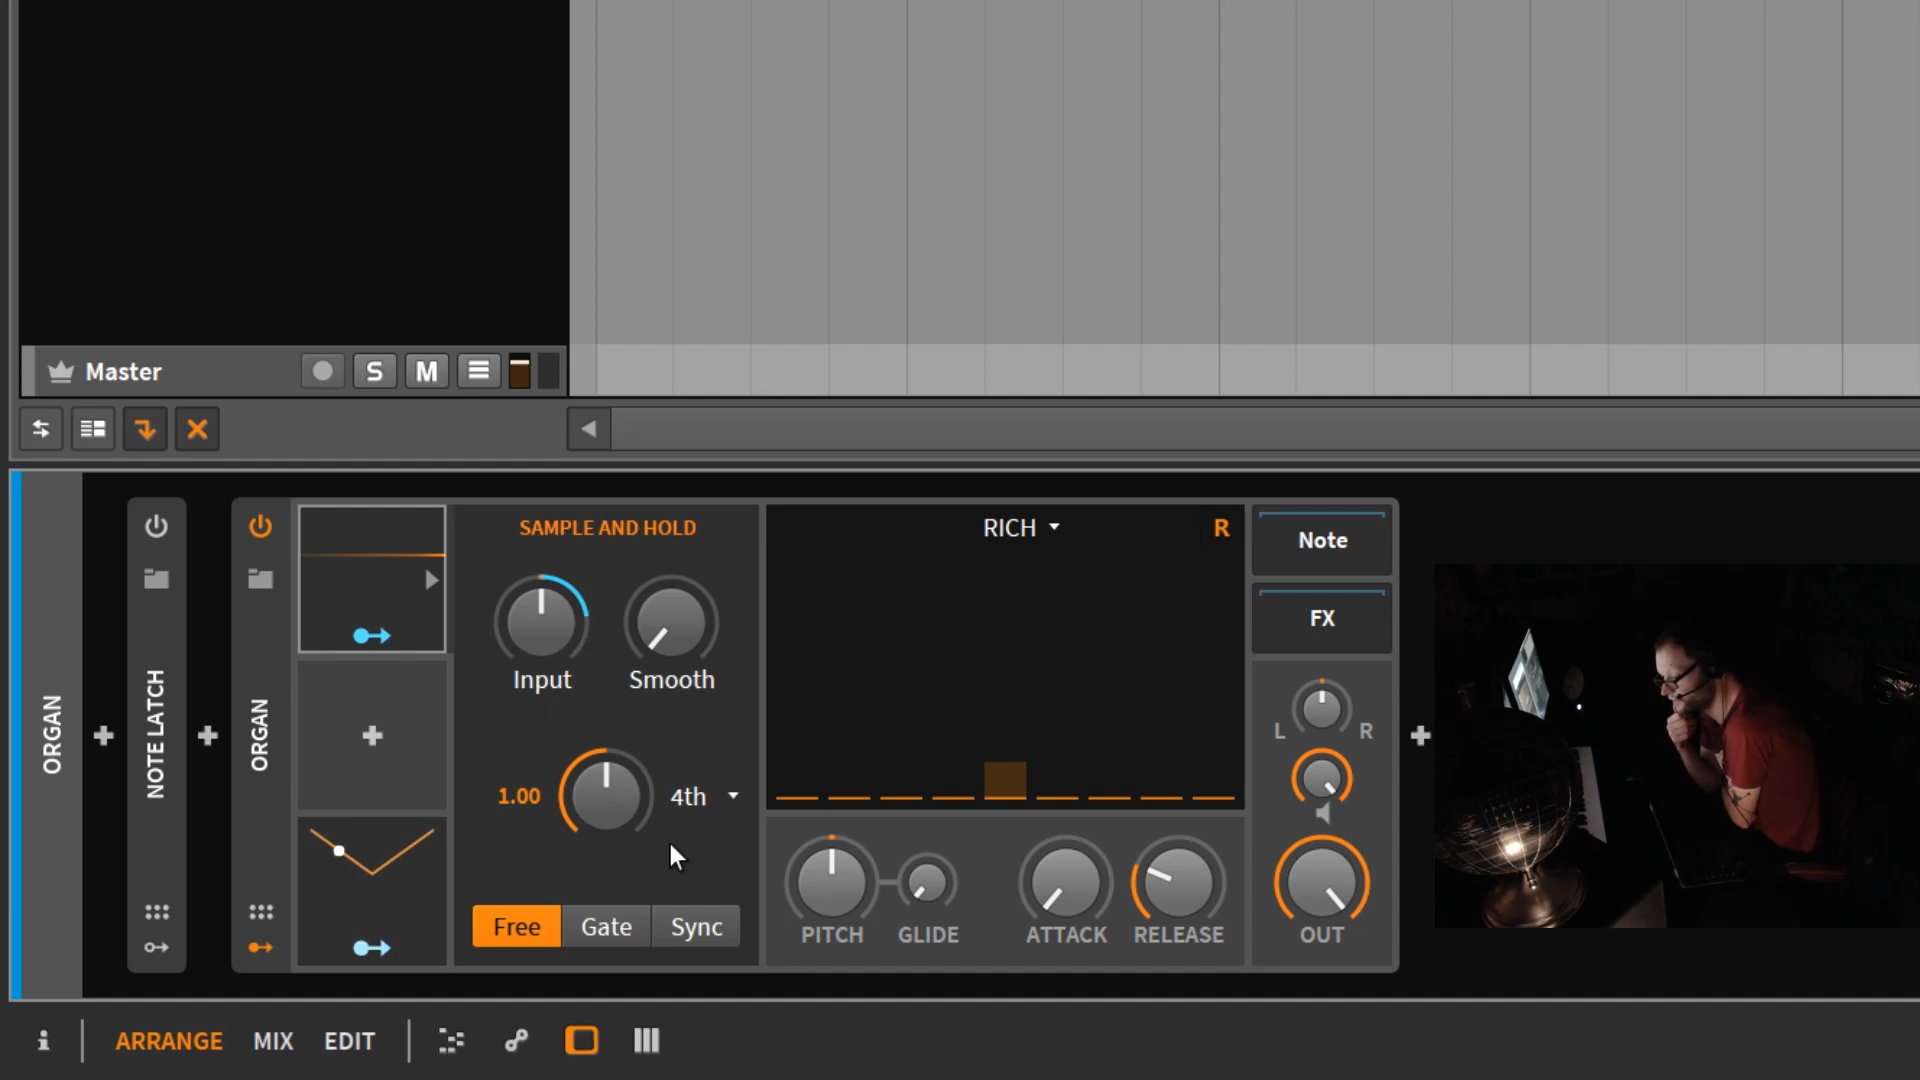 Master
S
M
ORGAN
NOTE LATCH
ORGAN
SAMPLE AND HOLD
Input
Smooth
1.00
4th
Free
Gate
Sync
RICH
R
PITCH
GLIDE
ATTACK
RELEASE
Note
FX
L
R
OUT
i
ARRANGE
MIX
EDIT